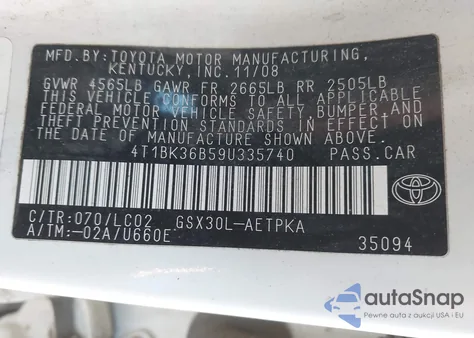 MFD.BY:TOYOTA MOTOR MANUFACTURING,
KENTUCKY, INC.11/08
GVWR 4565LB GAWR FR 2665LB RR 2505LB
THIS VEHICLE CONFORMS TO ALL APPLICABLE
FEDERAL MOTOR VEHICLE SAFETY, BUMPER AND
THEFT PREVENTION STANDARDS IN EFFECT ON
THE DATE OF MANUFACTURE SHOWN ABOVE.
4T1BK36B59U335740 PASS.CAR
C/TR:070/LC02 GSX30L-AETPKA
A/TM:-02A/U660E 35094
TOYOTA
autoSnap
Pewne auta z aukcji USA i EU